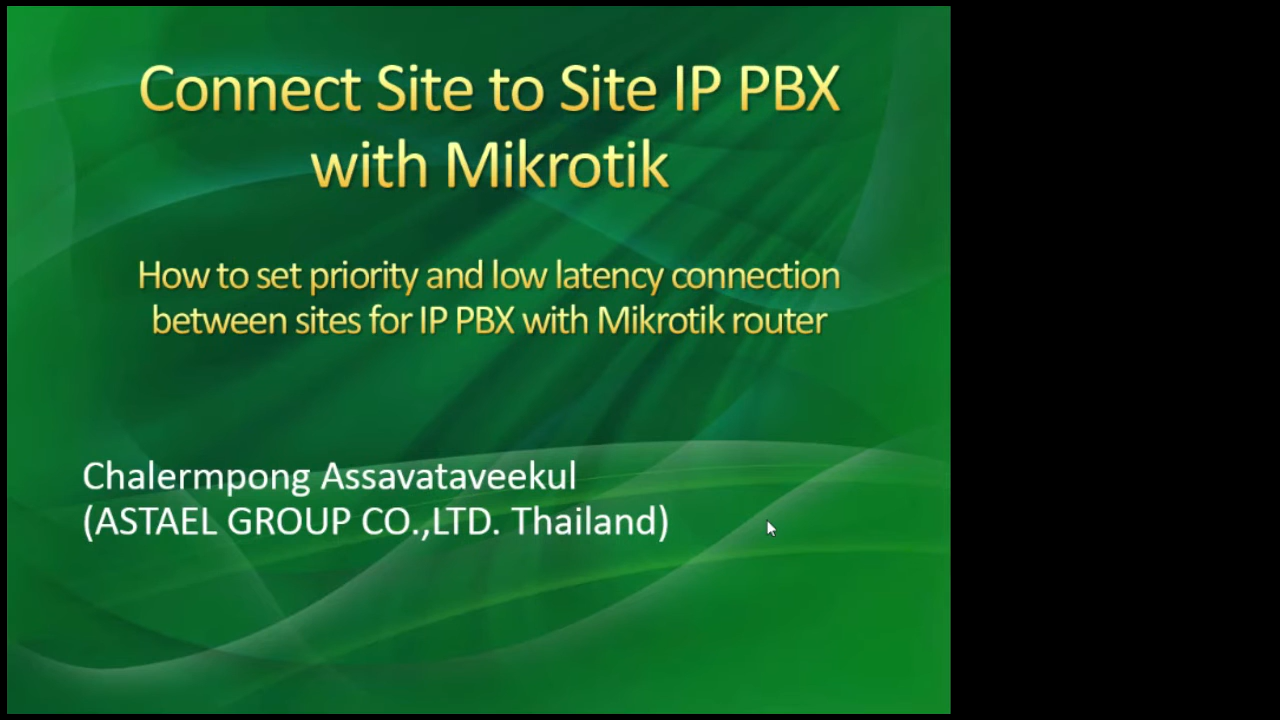 Connect Site to Site IP PBX
with Mikrotik
How to set priority and low latency connection
between sites for IP PBX with Mikrotik router
Chalermpong Assavataveekul
(ASTAEL GROUP CO.,LTD. Thailand)